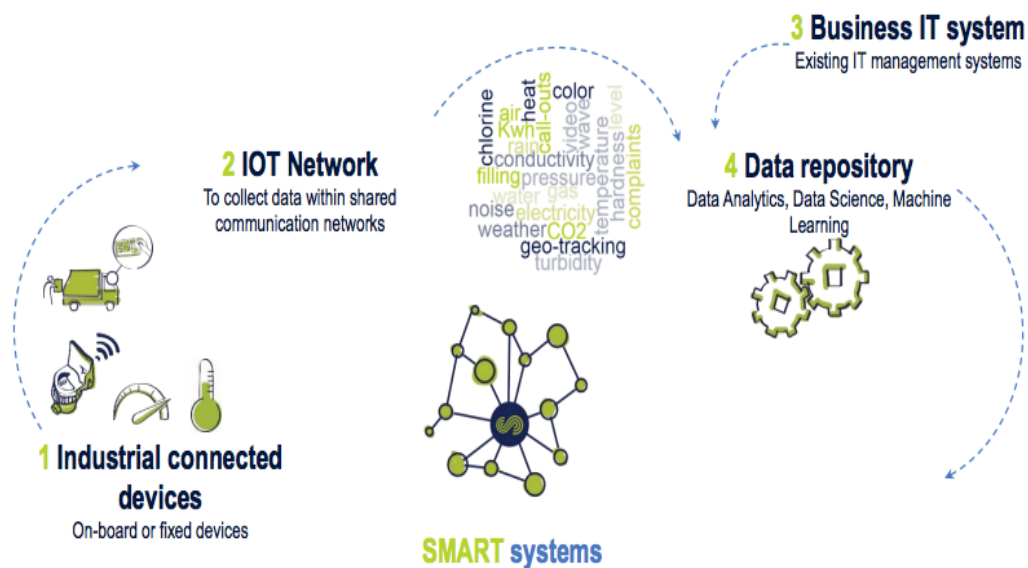 3 Business IT system
Existing IT management systems
2 IOT Network
To collect data within shared
communication networks
chlorine
air
heat
call-outs
color
Kwh
rain
video
wave
level
conductivity
temperature
hardness
complaints
filling
pressure
water
gas
noise
electricity
weather
CO2
geo-tracking
turbidity
4 Data repository
Data Analytics, Data Science, Machine
Learning
1 Industrial connected
devices
On-board or fixed devices
S
SMART systems